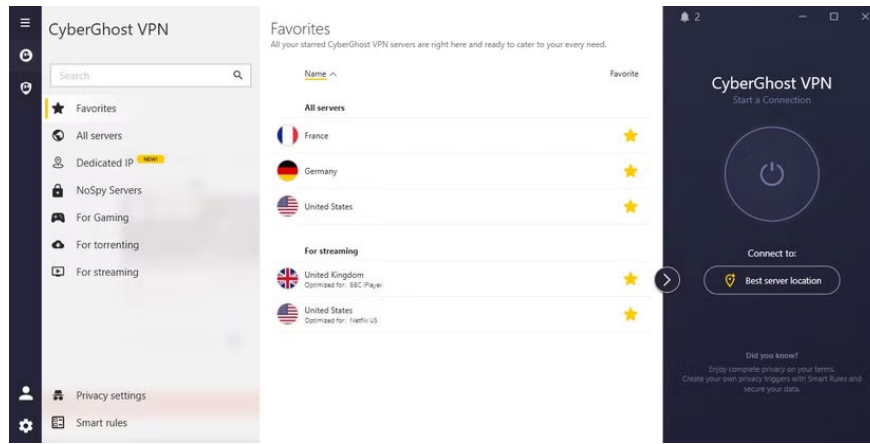 CyberGhost VPN
Search
Favorites
All servers
Dedicated IP NEW!
NoSpy Servers
For Gaming
For torrenting
For streaming
Privacy settings
Smart rules
Favorites
All your starred CyberGhost VPN servers are right here and ready to cater to your every need.
Name Favorite
All servers
France
Germany
United States
For streaming
United Kingdom
Optimized for: BBC iPlayer
United States
Optimized for: Netflix US
2
CyberGhost VPN
Start a Connection
Connect to:
Best server location
Did you know?
Enjoy complete privacy on your terms.
Create your own privacy triggers with Smart Rules and
secure your data.